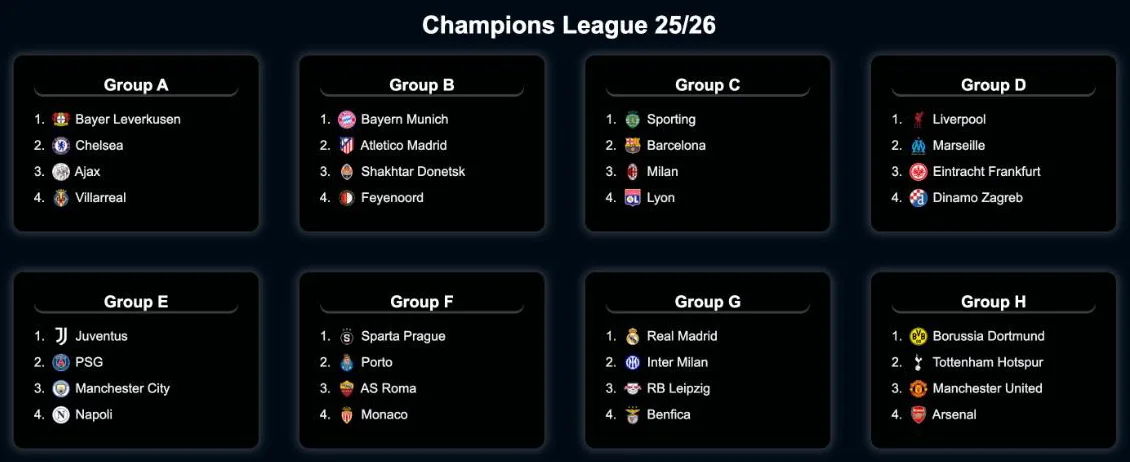 Champions League 25/26
Group A
1. Bayer Leverkusen
2. Chelsea
3. Ajax
4. Villarreal
Group B
1. Bayern Munich
2. Atletico Madrid
3. Shakhtar Donetsk
4. Feyenoord
Group C
1. Sporting
2. Barcelona
3. Milan
4. Lyon
Group D
1. Liverpool
2. Marseille
3. Eintracht Frankfurt
4. Dinamo Zagreb
Group E
1. Juventus
2. PSG
3. Manchester City
4. Napoli
Group F
1. Sparta Prague
2. Porto
3. AS Roma
4. Monaco
Group G
1. Real Madrid
2. Inter Milan
3. RB Leipzig
4. Benfica
Group H
1. Borussia Dortmund
2. Tottenham Hotspur
3. Manchester United
4. Arsenal